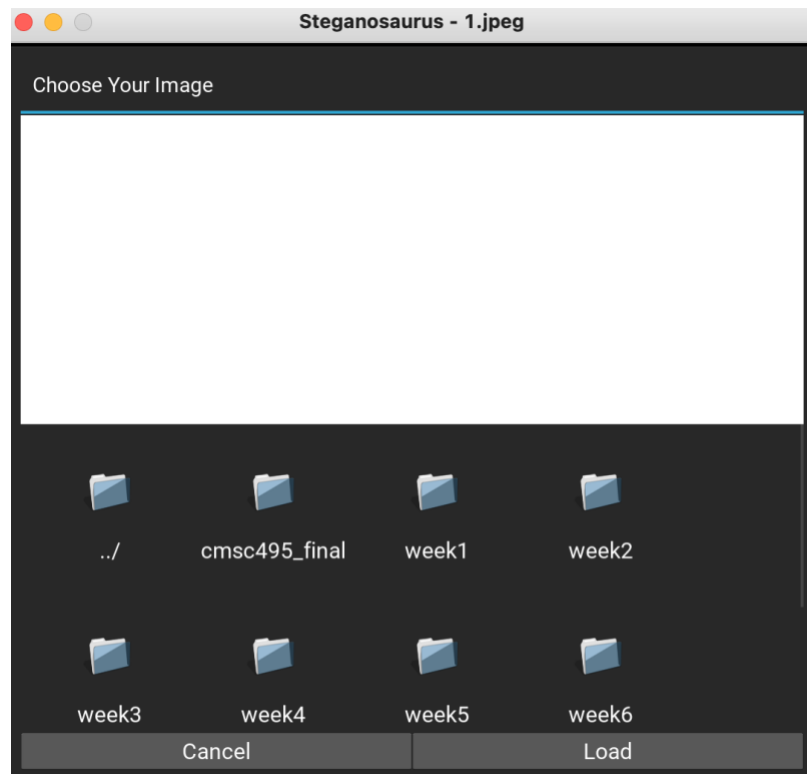 Steganosaurus - 1.jpeg
Choose Your Image
../ cmsc495_final week1 week2
week3 week4 week5 week6
Cancel Load